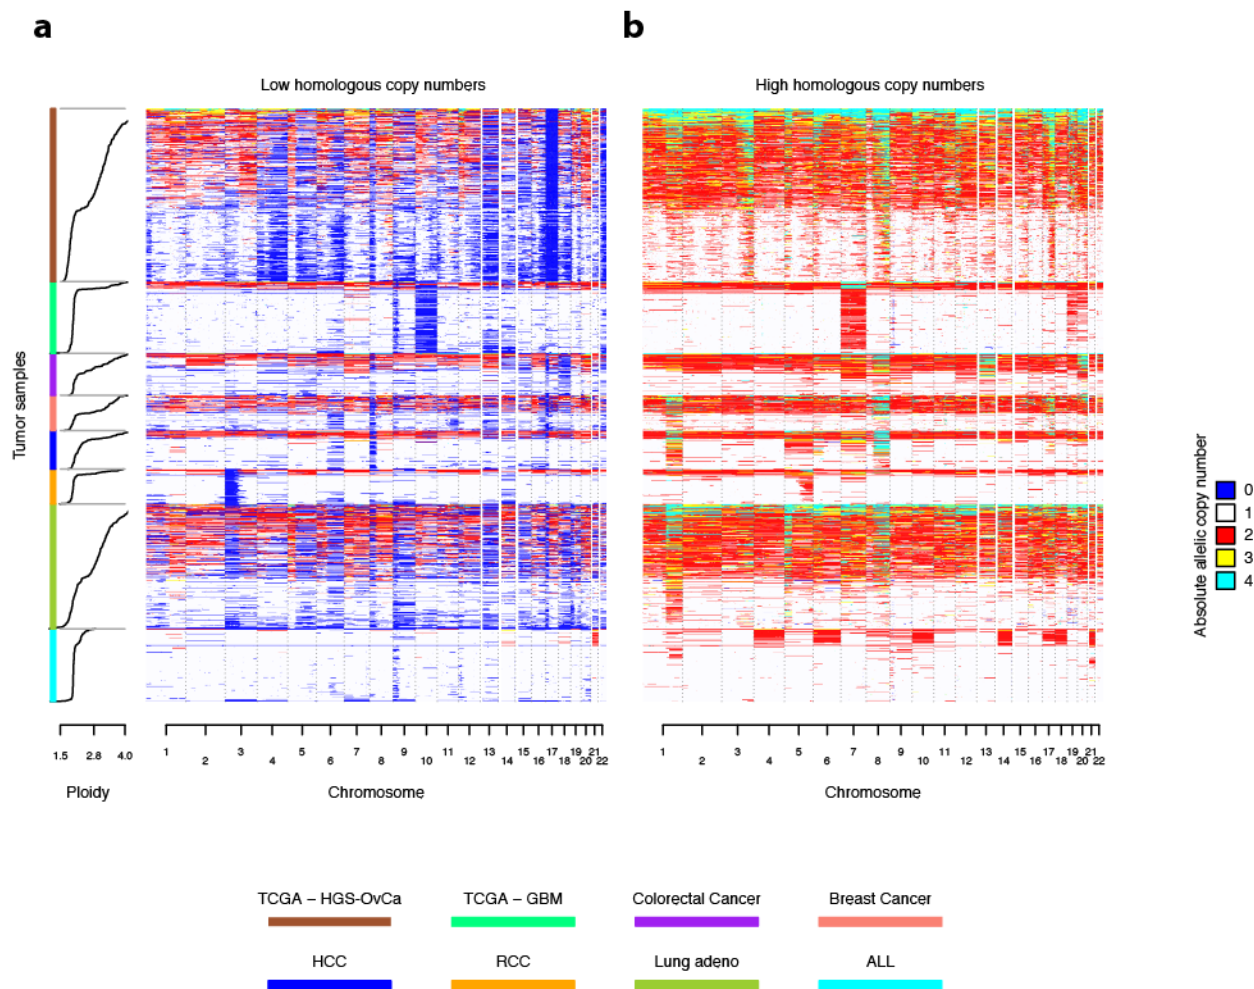 a
b
Low homologous copy numbers
High homologous copy numbers
Tumor samples
Absolute allelic copy number
0
1
2
3
4
1.5 2.8 4.0
Ploidy
1 2 3 4 5 6 7 8 9 10 11 12 13 14 15 16 17 18 19 20 21 22
Chromosome
1 2 3 4 5 6 7 8 9 10 11 12 13 14 15 16 17 18 19 20 21 22
Chromosome
TCGA – HGS-OvCa
TCGA – GBM
Colorectal Cancer
Breast Cancer
HCC
RCC
Lung adeno
ALL